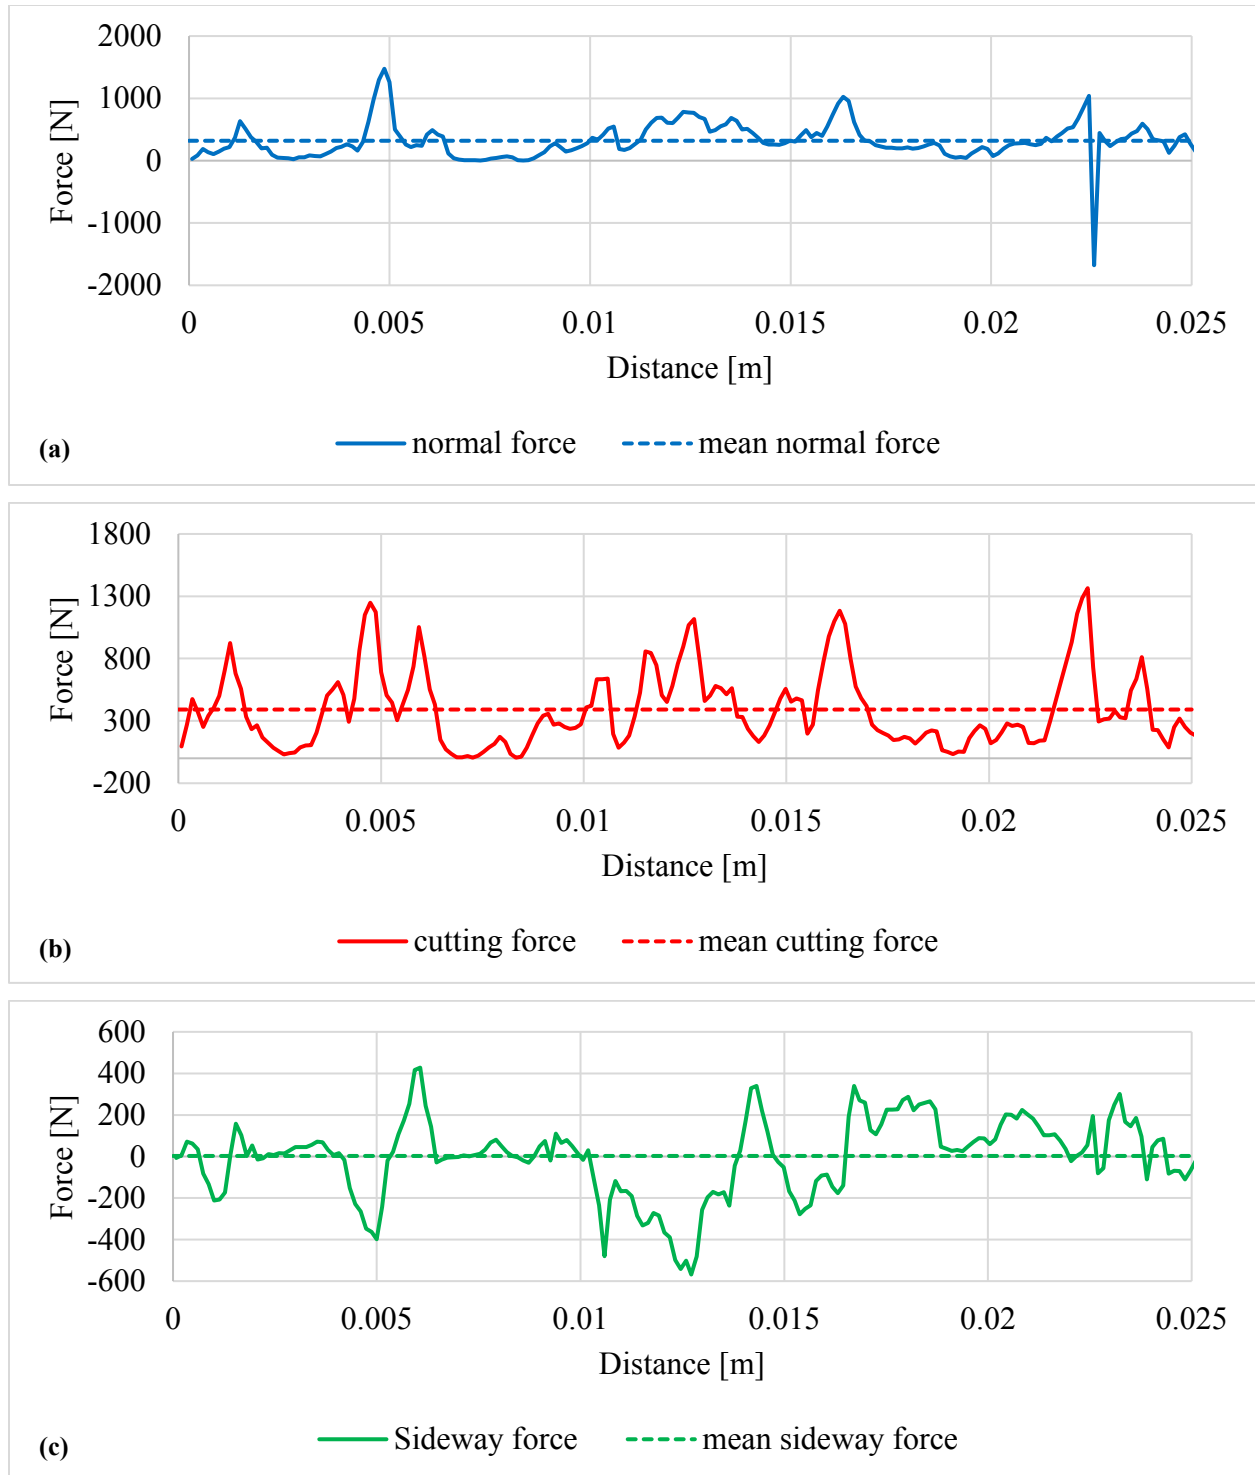 2000
1000
0
-1000
-2000
Force [N]
0 0.005 0.01 0.015 0.02 0.025
Distance [m]
normal force mean normal force
(a)
1800
1300
800
300
-200
Force [N]
0 0.005 0.01 0.015 0.02 0.025
Distance [m]
cutting force mean cutting force
(b)
600
400
200
0
-200
-400
-600
Force [N]
0 0.005 0.01 0.015 0.02 0.025
Distance [m]
Sideway force mean sideway force
(c)